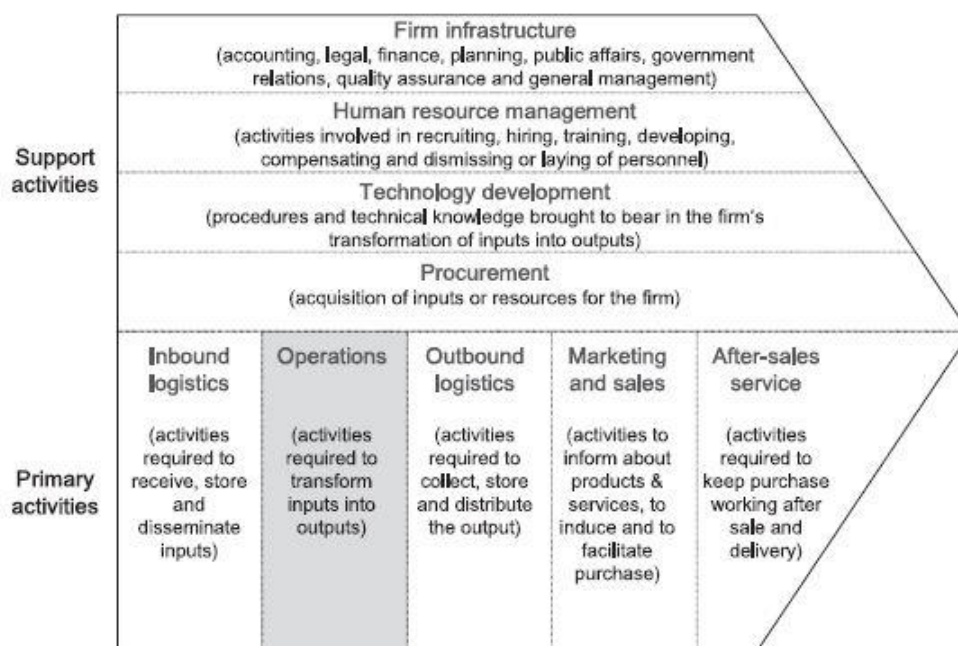 Firm infrastructure
(accounting, legal, finance, planning, public affairs, government
relations, quality assurance and general management)
Human resource management
(activities involved in recruiting, hiring, training, developing,
compensating and dismissing or laying of personnel)
Support
activities
Technology development
(procedures and technical knowledge brought to bear in the firm's
transformation of inputs into outputs)
Procurement
(acquisition of inputs or resources for the firm)
Primary
activities
Inbound
logistics
(activities
required to
receive, store
and
disseminate
inputs)
Operations
(activities
required to
transform
inputs into
outputs)
Outbound
logistics
(activities
required to
collect, store
and distribute
the output)
Marketing
and sales
(activities to
inform about
products &
services, to
induce and to
facilitate
purchase)
After-sales
service
(activities
required to
keep purchase
working after
sale and
delivery)